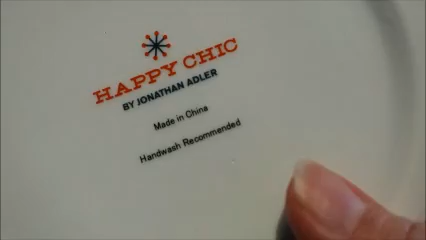 HAPPY CHIC
BY JONATHAN ADLER
Made in China
Handwash Recommended